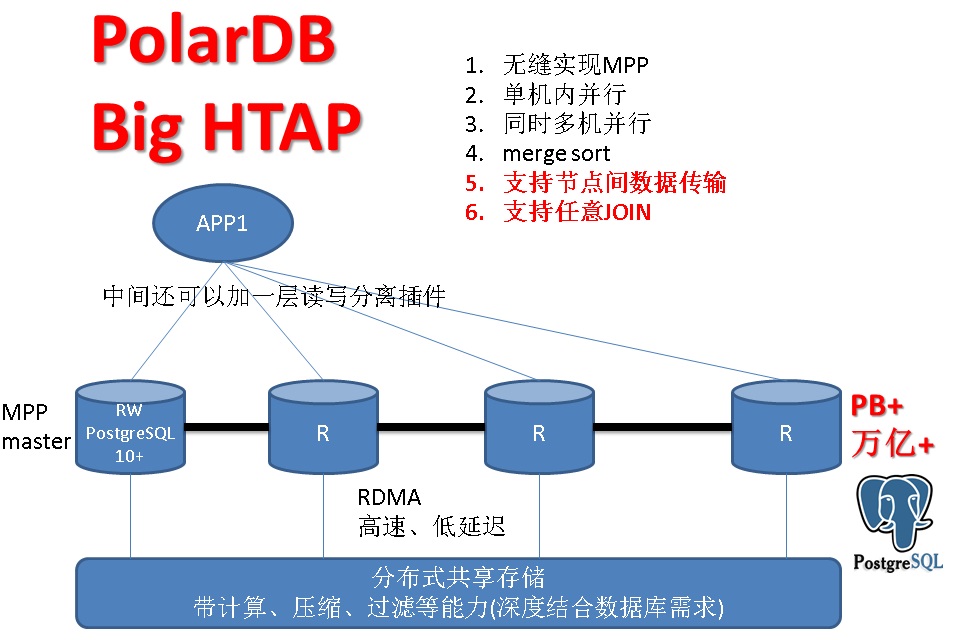 PolarDB
Big HTAP
1. 无缝实现MPP
2. 单机内并行
3. 同时多机并行
4. merge sort
5. 支持节点间数据传输
6. 支持任意JOIN
APP1
中间还可以加一层读写分离插件
MPP
master
RW
PostgreSQL
10+
R
R
R
PB+
万亿+
RDMA
高速、低延迟
PostgreSQL
分布式共享存储
带计算、压缩、过滤等能力(深度结合数据库需求)